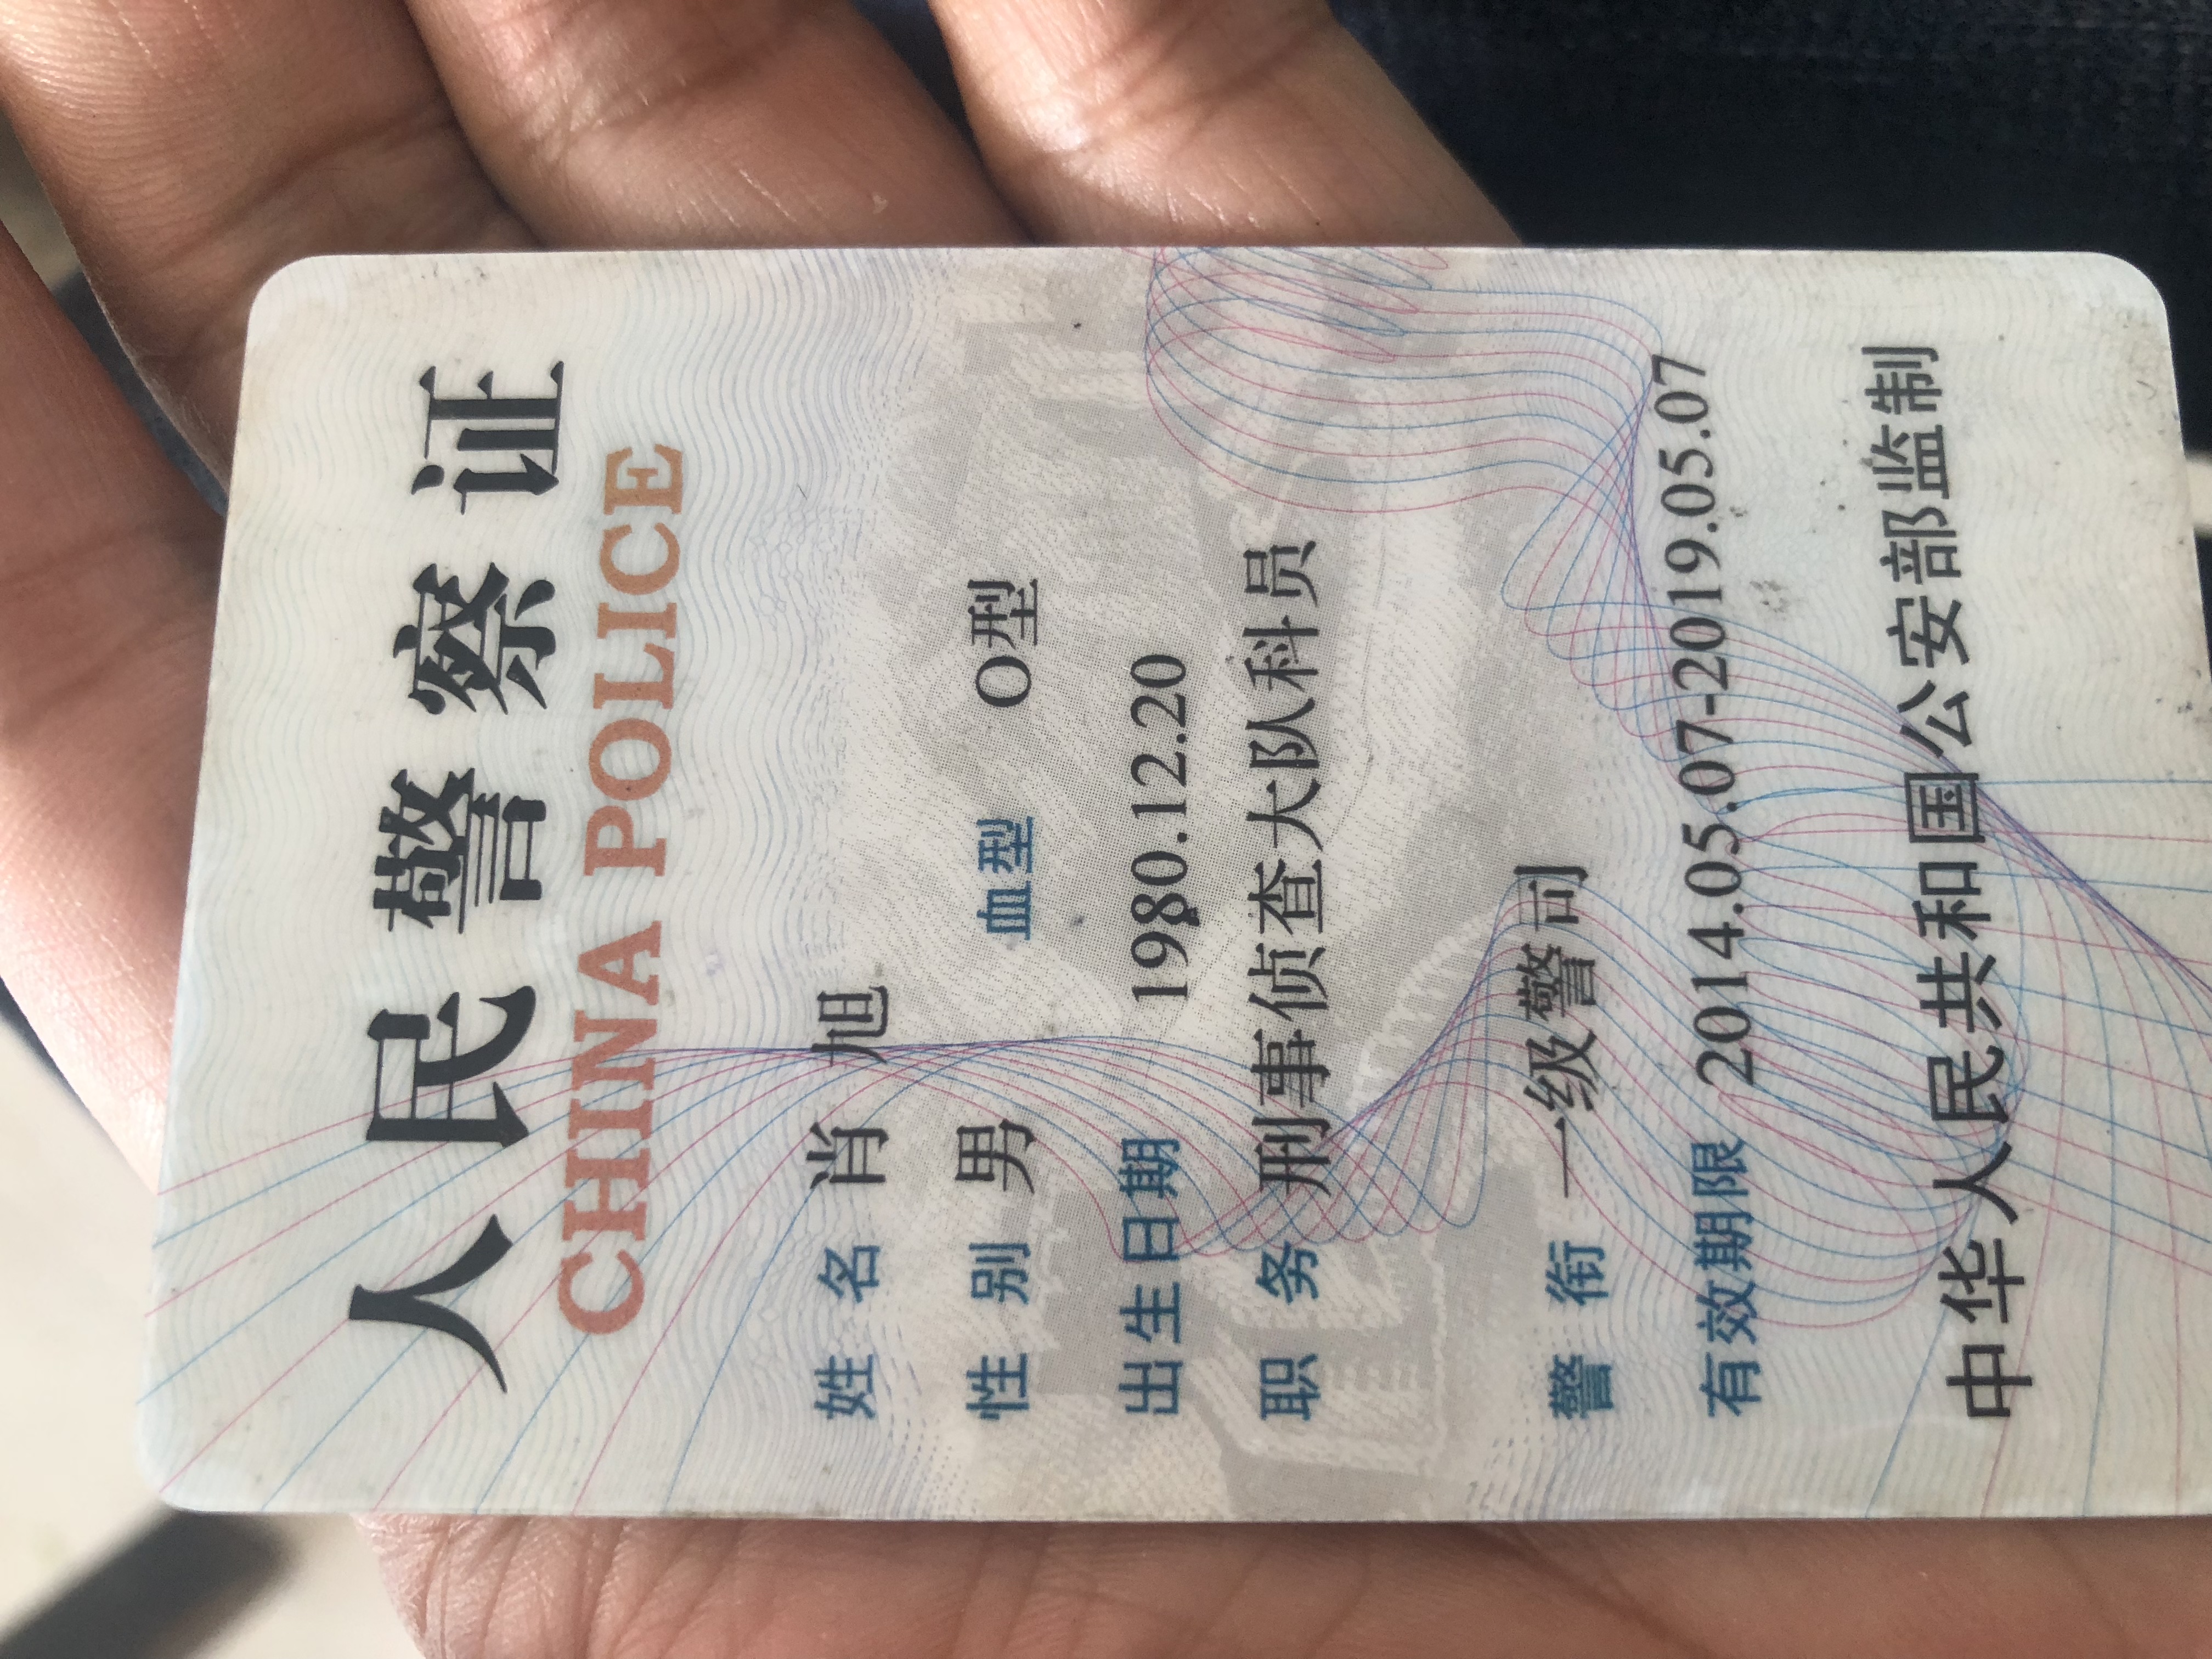 人民警察证
CHINA POLICE
姓 名 肖 旭
性 别 男 血型 O型
出生日期 1980.12.20
职 务 刑事侦查大队科员
警 衔 一级警司
有效期限 2014.05.07-2019.05.07
中华人民共和国公安部监制